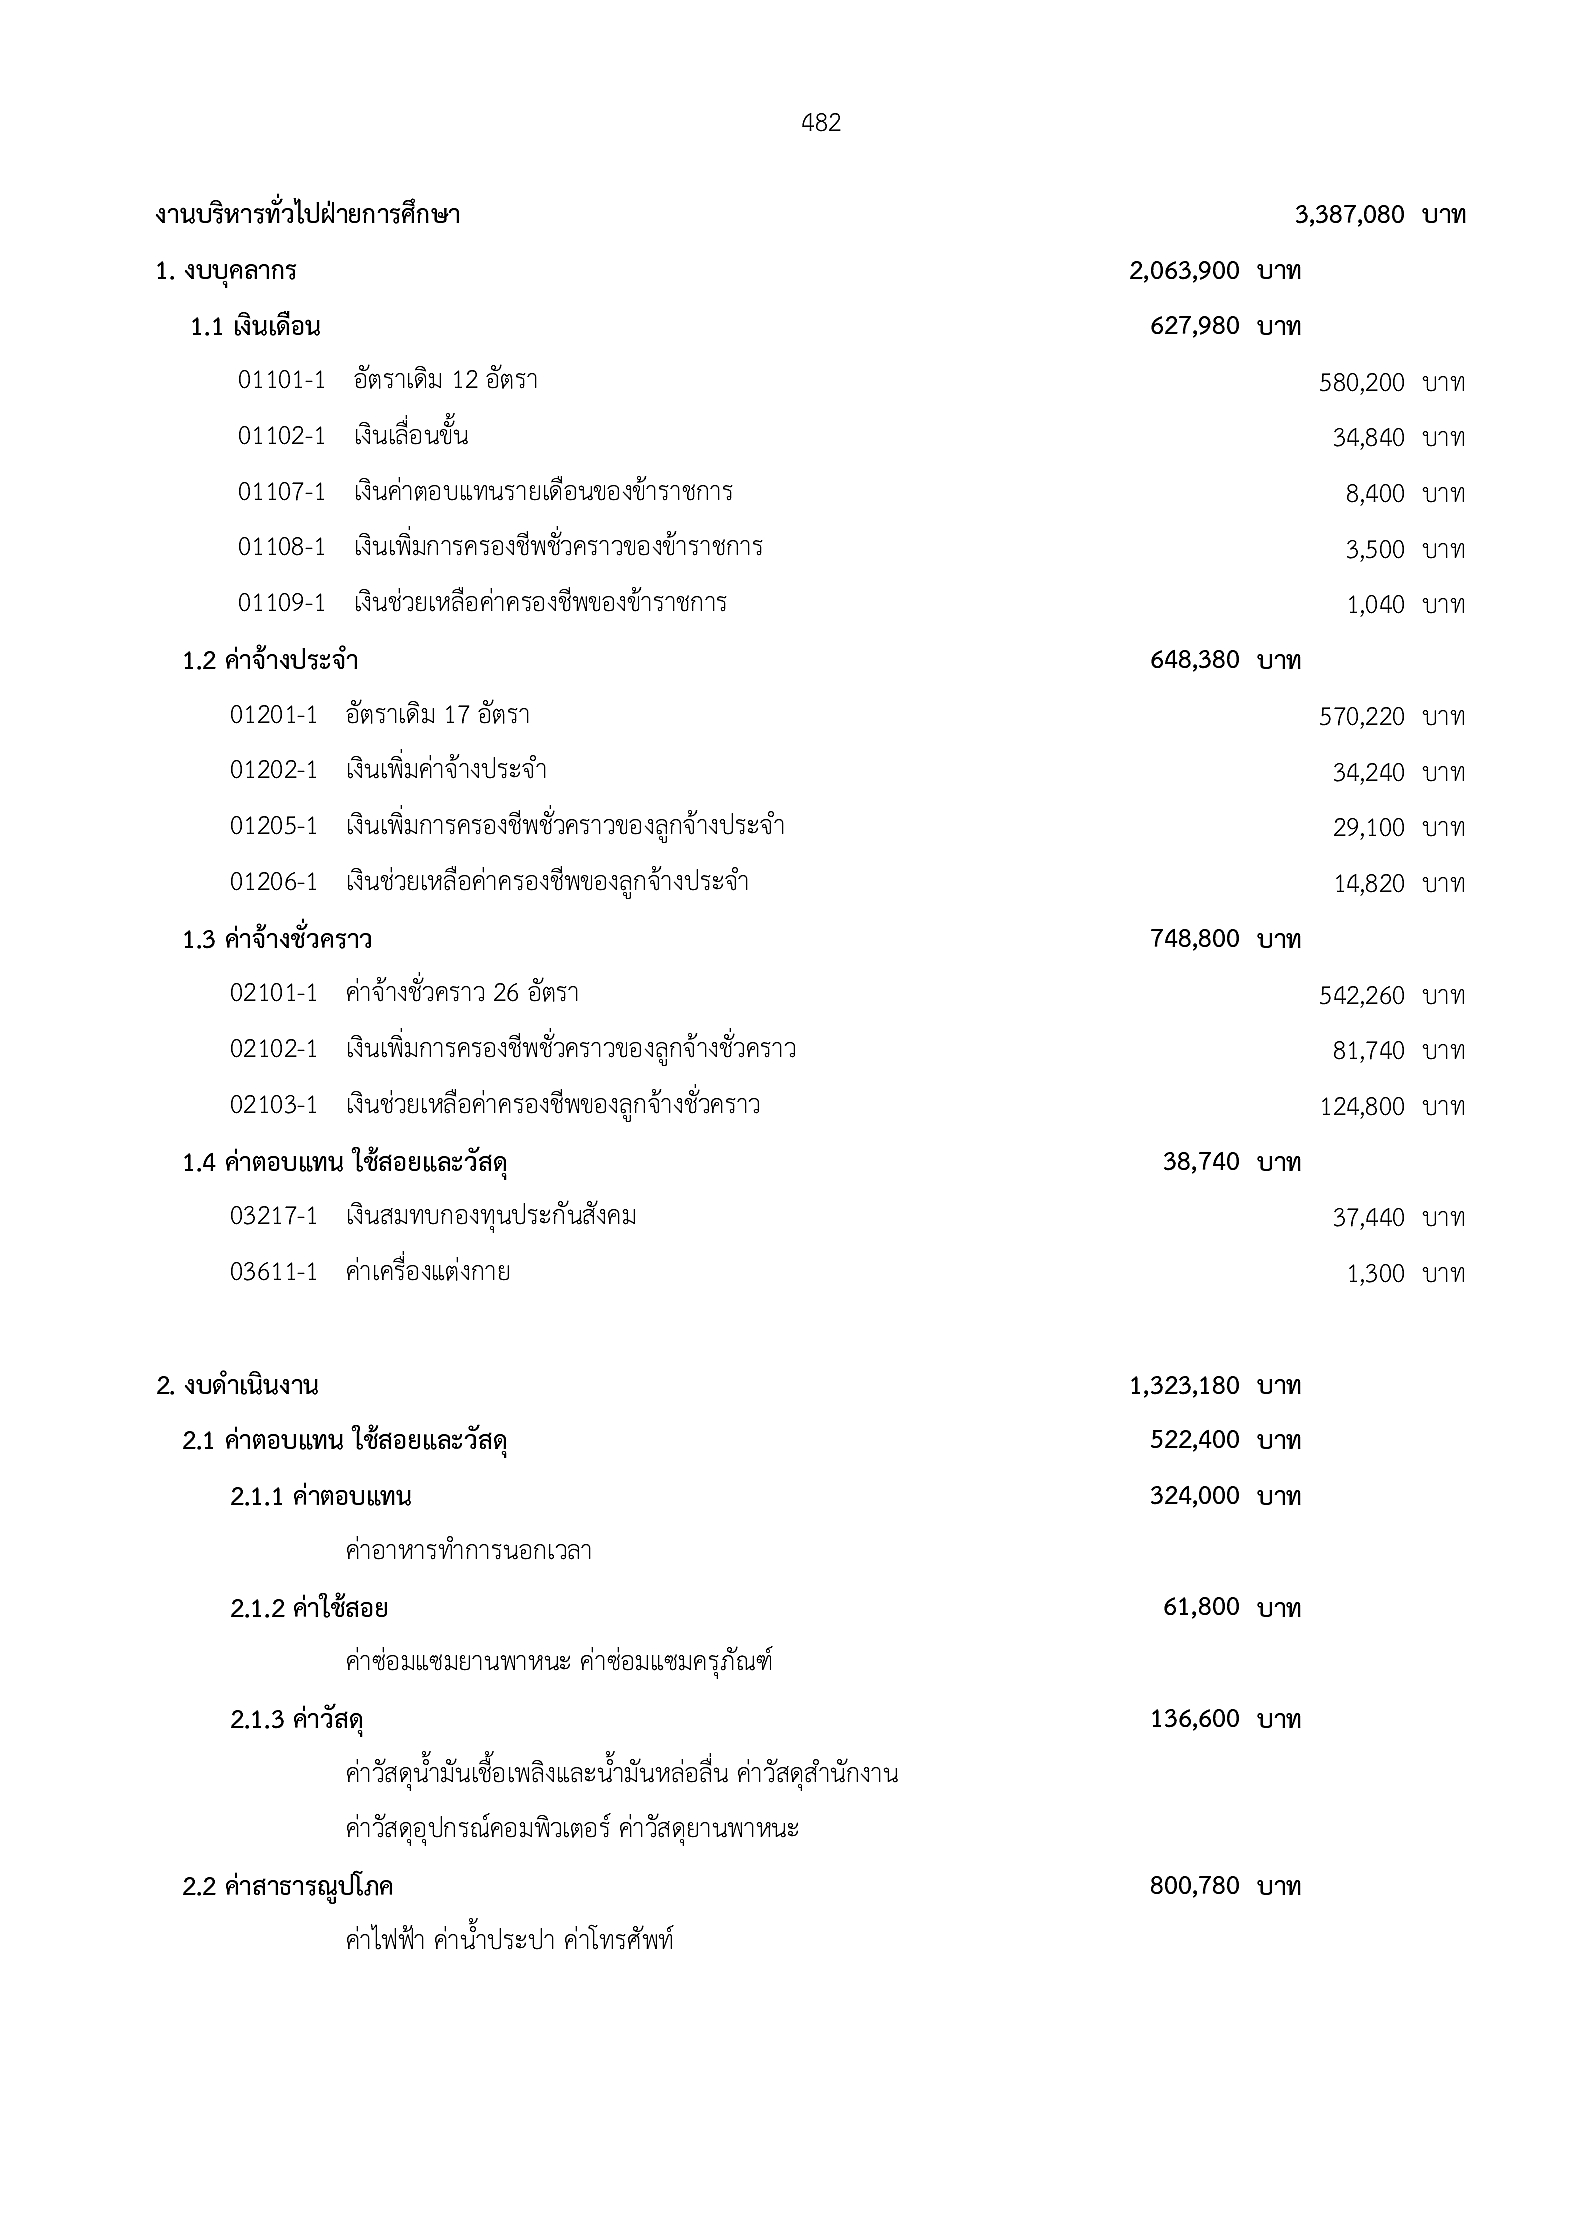 482
งานบริหารทั่วไปฝ่ายการศึกษา 3,387,080 บาท
1. งบบุคลากร 2,063,900 บาท
1.1 เงินเดือน 627,980 บาท
01101-1 อัตราเดิม 12 อัตรา 580,200 บาท
01102-1 เงินเลื่อนขั้น 34,840 บาท
01107-1 เงินค่าตอบแทนรายเดือนของข้าราชการ 8,400 บาท
01108-1 เงินเพิ่มการครองชีพชั่วคราวของข้าราชการ 3,500 บาท
01109-1 เงินช่วยเหลือค่าครองชีพของข้าราชการ 1,040 บาท
1.2 ค่าจ้างประจำ 648,380 บาท
01201-1 อัตราเดิม 17 อัตรา 570,220 บาท
01202-1 เงินเพิ่มค่าจ้างประจำ 34,240 บาท
01205-1 เงินเพิ่มการครองชีพชั่วคราวของลูกจ้างประจำ 29,100 บาท
01206-1 เงินช่วยเหลือค่าครองชีพของลูกจ้างประจำ 14,820 บาท
1.3 ค่าจ้างชั่วคราว 748,800 บาท
02101-1 ค่าจ้างชั่วคราว 26 อัตรา 542,260 บาท
02102-1 เงินเพิ่มการครองชีพชั่วคราวของลูกจ้างชั่วคราว 81,740 บาท
02103-1 เงินช่วยเหลือค่าครองชีพของลูกจ้างชั่วคราว 124,800 บาท
1.4 ค่าตอบแทน ใช้สอยและวัสดุ 38,740 บาท
03217-1 เงินสมทบกองทุนประกันสังคม 37,440 บาท
03611-1 ค่าเครื่องแต่งกาย 1,300 บาท
2. งบดำเนินงาน 1,323,180 บาท
2.1 ค่าตอบแทน ใช้สอยและวัสดุ 522,400 บาท
2.1.1 ค่าตอบแทน 324,000 บาท
ค่าอาหารทำการนอกเวลา
2.1.2 ค่าใช้สอย 61,800 บาท
ค่าซ่อมแซมยานพาหนะ ค่าซ่อมแซมครุภัณฑ์
2.1.3 ค่าวัสดุ 136,600 บาท
ค่าวัสดุน้ำมันเชื้อเพลิงและน้ำมันหล่อลื่น ค่าวัสดุสำนักงาน
ค่าวัสดุอุปกรณ์คอมพิวเตอร์ ค่าวัสดุยานพาหนะ
2.2 ค่าสาธารณูปโภค 800,780 บาท
ค่าไฟฟ้า ค่าน้ำประปา ค่าโทรศัพท์